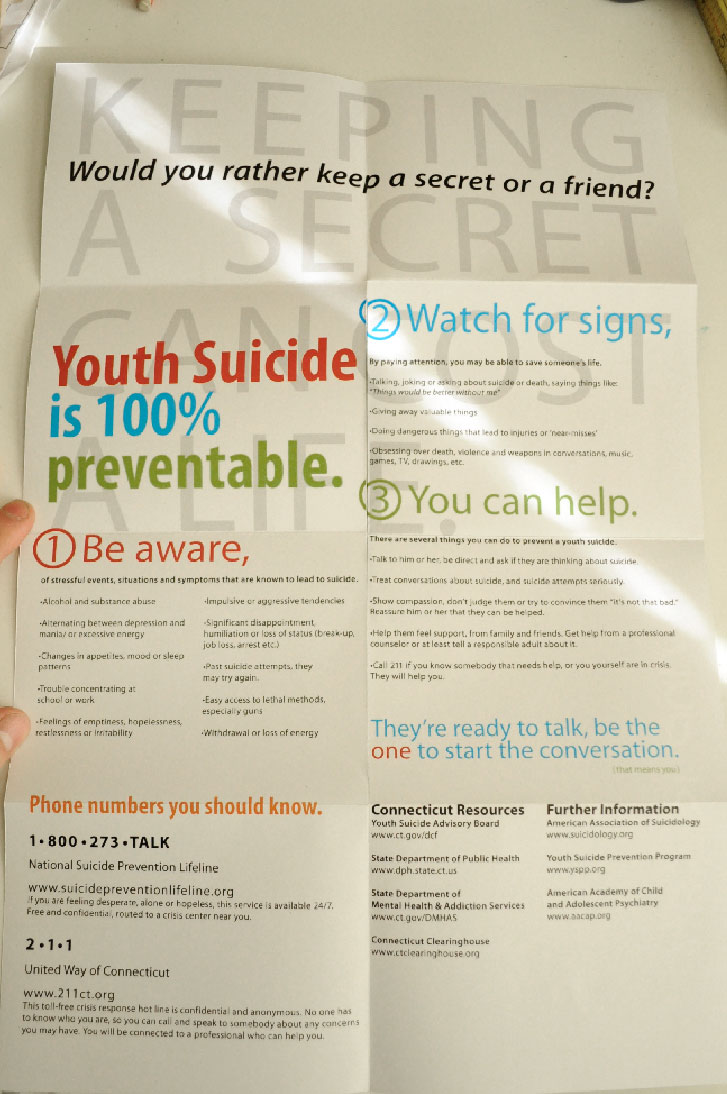 KEEPING
A SECRET
CAN COST
A LIFE.
Would you rather keep a secret or a friend?
Youth Suicide
is 100%
preventable.
1 Be aware,
of stressful events, situations and symptoms that are known to lead to suicide.
•Alcohol and substance abuse
•Alternating between depression and
mania/ or excessive energy
•Changes in appetites, mood or sleep
patterns
•Trouble concentrating at
school or work
•Feelings of emptiness, hopelessness,
restlessness or irritability
•Impulsive or aggressive tendencies
•Significant disappointment,
humiliation or loss of status (break-up,
job loss, arrest etc.)
•Past suicide attempts, they
may try again.
•Easy access to lethal methods,
especially guns
•Withdrawal or loss of energy
2 Watch for signs,
By paying attention, you may be able to save someone's life.
•Talking, joking or asking about suicide or death, saying things like:
"Things would be better without me"
•Giving away valuable things
•Doing dangerous things that lead to injuries or 'near-misses'
•Obsessing over death, violence and weapons in conversations, music,
games, TV, drawings, etc.
3 You can help.
There are several things you can do to prevent a youth suicide.
•Talk to him or her, be direct and ask if they are thinking about suicide.
•Treat conversations about suicide, and suicide attempts seriously.
•Show compassion, don't judge them or try to convince them "it's not that bad."
Reassure him or her that they can be helped.
•Help them feel support, from family and friends. Get help from a professional
counselor or at least tell a responsible adult about it.
•Call 211 if you know somebody that needs help, or you yourself are in crisis.
They will help you.
They're ready to talk, be the
one to start the conversation.
(that means you)
Phone numbers you should know.
1•800•273•TALK
National Suicide Prevention Lifeline
www.suicidepreventionlifeline.org
If you are feeling desperate, alone or hopeless, this service is available 24/7.
Free and confidential, routed to a crisis center near you.
2•1•1
United Way of Connecticut
www.211ct.org
This toll-free crisis response hot line is confidential and anonymous. No one has
to know who you are, so you can call and speak to somebody about any concerns
you may have. You will be connected to a professional who can help you.
Connecticut Resources
Youth Suicide Advisory Board
www.ct.gov/dcf
State Department of Public Health
www.dph.state.ct.us
State Department of
Mental Health & Addiction Services
www.ct.gov/DMHAS
Connecticut Clearinghouse
www.ctclearinghouse.org
Further Information
American Association of Suicidology
www.suicidology.org
Youth Suicide Prevention Program
www.yspp.org
American Academy of Child
and Adolescent Psychiatry
www.aacap.org